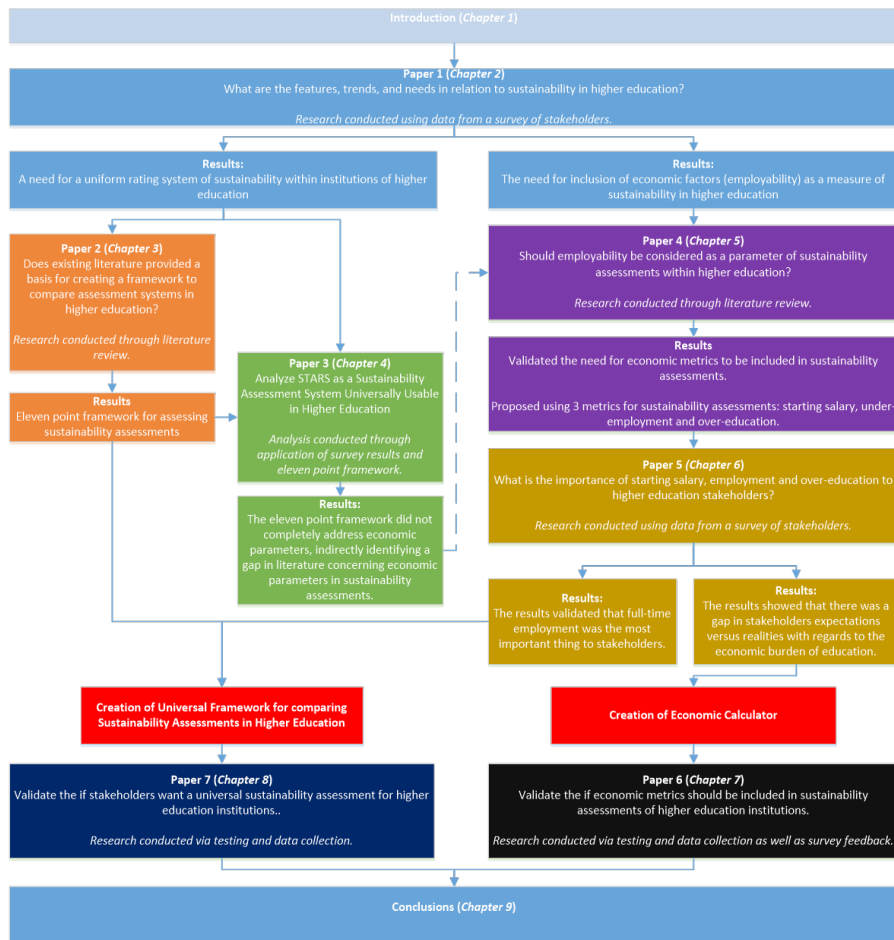 Introduction (Chapter 1)
Paper 1 (Chapter 2)
What are the features, trends, and needs in relation to sustainability in higher education?
Research conducted using data from a survey of stakeholders.
Results:
A need for a uniform rating system of sustainability within institutions of higher
education
Results:
The need for inclusion of economic factors (employability) as a measure of
sustainability in higher education
Paper 2 (Chapter 3)
Does existing literature provided a
basis for creating a framework to
compare assessment systems in
higher education?
Research conducted through literature
review.
Results
Eleven point framework for assessing
sustainability assessments
Paper 3 (Chapter 4)
Analyze STARS as a Sustainability
Assessment System Universally Usable
in Higher Education
Analysis conducted through
application of survey results and
eleven point framework.
Results:
The eleven point framework did not
completely address economic
parameters, indirectly identifying a
gap in literature concerning economic
parameters in sustainability
assessments.
Paper 4 (Chapter 5)
Should employability be considered as a parameter of sustainability
assessments within higher education?
Research conducted through literature review.
Results
Validated the need for economic metrics to be included in sustainability
assessments.
Proposed using 3 metrics for sustainability assessments: starting salary, under-
employment and over-education.
Paper 5 (Chapter 6)
What is the importance of starting salary, employment and over-education to
higher education stakeholders?
Research conducted using data from a survey of stakeholders.
Results:
The results validated that full-time
employment was the most
important thing to stakeholders.
Results:
The results showed that there was a
gap in stakeholders expectations
versus realities with regards to the
economic burden of education.
Creation of Universal Framework for comparing
Sustainability Assessments in Higher Education
Creation of Economic Calculator
Paper 7 (Chapter 8)
Validate the if stakeholders want a universal sustainability assessment for higher
education institutions..
Research conducted via testing and data collection.
Paper 6 (Chapter 7)
Validate the if economic metrics should be included in sustainability
assessments of higher education institutions.
Research conducted via testing and data collection as well as survey feedback.
Conclusions (Chapter 9)